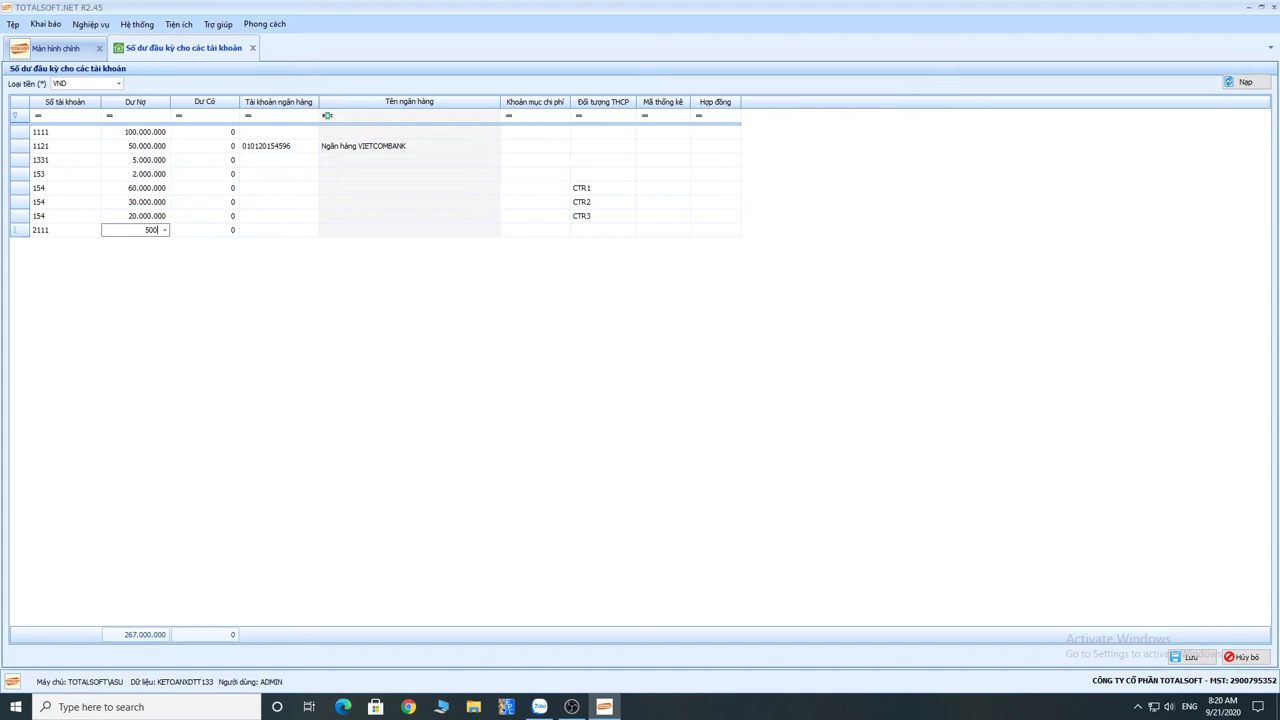 TOTALSOFT.NET R2.45
Tệp Khai báo Nghiệp vụ Hệ thống Tiện ích Trợ giúp Phong cách
Màn hình chính Số dư đầu kỳ cho các tài khoản
Số dư đầu kỳ cho các tài khoản
Loại tiền (*) VND Nạp
Số tài khoản Dư Nợ Dư Có Tài khoản ngân hàng Tên ngân hàng Khoản mục chi phí Đối tượng THCP Mã thống kê Hợp đồng
= = = = = = = =
1111 100.000.000 0
1121 50.000.000 0 010120154596 Ngân hàng VIETCOMBANK
1331 5.000.000 0
153 2.000.000 0
154 60.000.000 0 CTR1
154 30.000.000 0 CTR2
154 20.000.000 0 CTR3
2111 500 0
267.000.000 0
Activate Windows
Go to Settings to activate Windows.
Lưu Hủy bỏ
Máy chủ: TOTALSOFT\ASU Dữ liệu: KETOANXDTT133 Người dùng: ADMIN CÔNG TY CỔ PHẦN TOTALSOFT - MST: 2900795352
Type here to search Zalo ENG 8:20 AM
9/21/2020